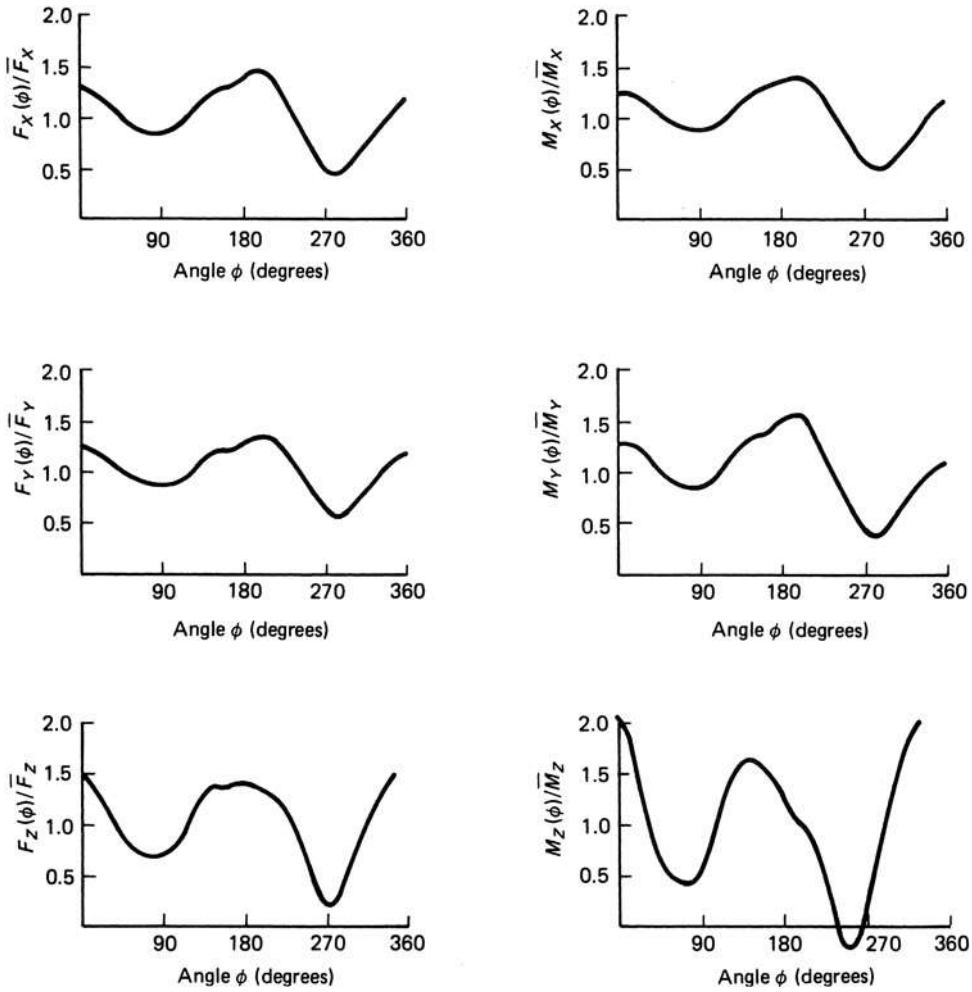 2.0
1.5
1.0
0.5
F_X(φ)/F̅_X
90 180 270 360
Angle φ (degrees)
2.0
1.5
1.0
0.5
M_X(φ)/M̅_X
90 180 270 360
Angle φ (degrees)
2.0
1.5
1.0
0.5
F_Y(φ)/F̅_Y
90 180 270 360
Angle φ (degrees)
2.0
1.5
1.0
0.5
M_Y(φ)/M̅_Y
90 180 270 360
Angle φ (degrees)
2.0
1.5
1.0
0.5
F_Z(φ)/F̅_Z
90 180 270 360
Angle φ (degrees)
2.0
1.5
1.0
0.5
M_Z(φ)/M̅_Z
90 180 270 360
Angle φ (degrees)